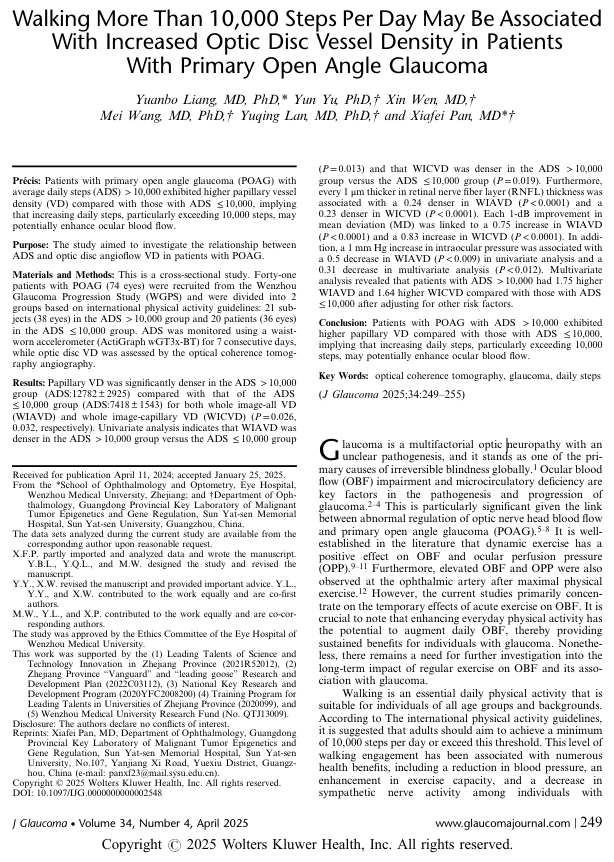 Walking More Than 10,000 Steps Per Day May Be Associated
With Increased Optic Disc Vessel Density in Patients
With Primary Open Angle Glaucoma
Yuanbo Liang, MD, PhD,* Yun Yu, PhD,† Xin Wen, MD,†
Mei Wang, MD, PhD,† Yuqing Lan, MD, PhD,† and Xiafei Pan, MD*†
Précis: Patients with primary open angle glaucoma (POAG) with
average daily steps (ADS) >10,000 exhibited higher papillary vessel
density (VD) compared with those with ADS ≤10,000, implying
that increasing daily steps, particularly exceeding 10,000 steps, may
potentially enhance ocular blood flow.
Purpose: The study aimed to investigate the relationship between
ADS and optic disc angioflow VD in patients with POAG.
Materials and Methods: This is a cross-sectional study. Forty-one
patients with POAG (74 eyes) were recruited from the Wenzhou
Glaucoma Progression Study (WGPS) and were divided into 2
groups based on international physical activity guidelines: 21 sub-
jects (38 eyes) in the ADS >10,000 group and 20 patients (36 eyes)
in the ADS ≤10,000 group. ADS was monitored using a waist-
worn accelerometer (ActiGraph wGT3x-BT) for 7 consecutive days,
while optic disc VD was assessed by the optical coherence tomog-
raphy angiography.
Results: Papillary VD was significantly denser in the ADS >10,000
group (ADS:12782 ± 2925) compared with that of the ADS
≤10,000 group (ADS:7418 ± 1543) for both whole image-all VD
(WIAVD) and whole image-capillary VD (WICVD) (P=0.026,
0.032, respectively). Univariate analysis indicates that WIAVD was
denser in the ADS >10,000 group versus the ADS ≤10,000 group
(P=0.013) and that WICVD was denser in the ADS >10,000
group versus the ADS ≤10,000 group (P=0.019). Furthermore,
every 1 μm thicker in retinal nerve fiber layer (RNFL) thickness was
associated with a 0.24 denser in WIAVD (P<0.0001) and a
0.23 denser in WICVD (P<0.0001). Each 1-dB improvement in
mean deviation (MD) was linked to a 0.75 increase in WIAVD
(P<0.0001) and a 0.83 increase in WICVD (P<0.0001). In addi-
tion, a 1 mm Hg increase in intraocular pressure was associated with
a 0.5 decrease in WIAVD (P<0.009) in univariate analysis and a
0.31 decrease in multivariate analysis (P<0.012). Multivariate
analysis revealed that patients with ADS >10,000 had 1.75 higher
WIAVD and 1.64 higher WICVD compared with those with ADS
≤10,000 after adjusting for other risk factors.
Conclusion: Patients with POAG with ADS >10,000 exhibited
higher papillary VD compared with those with ADS ≤10,000,
implying that increasing daily steps, particularly exceeding 10,000
steps, may potentially enhance ocular blood flow.
Key Words: optical coherence tomography, glaucoma, daily steps
(J Glaucoma 2025;34:249–255)
Received for publication April 11, 2024; accepted January 25, 2025.
From the *School of Ophthalmology and Optometry, Eye Hospital,
Wenzhou Medical University, Zhejiang; and †Department of Oph-
thalmology, Guangdong Provincial Key Laboratory of Malignant
Tumor Epigenetics and Gene Regulation, Sun Yat-sen Memorial
Hospital, Sun Yat-sen University, Guangzhou, China.
The data sets analyzed during the current study are available from the
corresponding author upon reasonable request.
X.F.P. partly imported and analyzed data and wrote the manuscript.
Y.B.L., Y.Q.L., and M.W. designed the study and revised the
manuscript.
Y.Y., X.W. revised the manuscript and provided important advice. Y.L.,
Y.Y., and X.W. contributed to the work equally and are co-first
authors.
M.W., Y.L., and X.P. contributed to the work equally and are co-cor-
responding authors.
The study was approved by the Ethics Committee of the Eye Hospital of
Wenzhou Medical University.
This work was supported by the (1) Leading Talents of Science and
Technology Innovation in Zhejiang Province (2021R52012), (2)
Zhejiang Province “Vanguard” and “leading goose” Research and
Development Plan (2022C03112), (3) National Key Research and
Development Program (2020YFC2008200) (4) Training Program for
Leading Talents in Universities of Zhejiang Province (2020099), and
(5) Wenzhou Medical University Research Fund (No. QTJ13009).
Disclosure: The authors declare no conflicts of interest.
Reprints: Xiafei Pan, MD, Department of Ophthalmology, Guangdong
Provincial Key Laboratory of Malignant Tumor Epigenetics and
Gene Regulation, Sun Yat-sen Memorial Hospital, Sun Yat-sen
University, No.107, Yanjiang Xi Road, Yuexiu District, Guangz-
hou, China (e-mail: panxf23@mail.sysu.edu.cn).
Copyright © 2025 Wolters Kluwer Health, Inc. All rights reserved.
DOI: 10.1097/IJG.0000000000002548
Glaucoma is a multifactorial optic neuropathy with an
unclear pathogenesis, and it stands as one of the pri-
mary causes of irreversible blindness globally.1 Ocular blood
flow (OBF) impairment and microcirculatory deficiency are
key factors in the pathogenesis and progression of
glaucoma.2–4 This is particularly significant given the link
between abnormal regulation of optic nerve head blood flow
and primary open angle glaucoma (POAG).5–8 It is well-
established in the literature that dynamic exercise has a
positive effect on OBF and ocular perfusion pressure
(OPP).9–11 Furthermore, elevated OBF and OPP were also
observed at the ophthalmic artery after maximal physical
exercise.12 However, the current studies primarily concen-
trate on the temporary effects of acute exercise on OBF. It is
crucial to note that enhancing everyday physical activity has
the potential to augment daily OBF, thereby providing
sustained benefits for individuals with glaucoma. Nonethe-
less, there remains a need for further investigation into the
long-term impact of regular exercise on OBF and its asso-
ciation with glaucoma.
Walking is an essential daily physical activity that is
suitable for individuals of all age groups and backgrounds.
According to The international physical activity guidelines,
it is suggested that adults should aim to achieve a minimum
of 10,000 steps per day or exceed this threshold. This level of
walking engagement has been associated with numerous
health benefits, including a reduction in blood pressure, an
enhancement in exercise capacity, and a decrease in
sympathetic nerve activity among individuals with
J Glaucoma • Volume 34, Number 4, April 2025
www.glaucomajournal.com | 249
Copyright © 2025 Wolters Kluwer Health, Inc. All rights reserved.